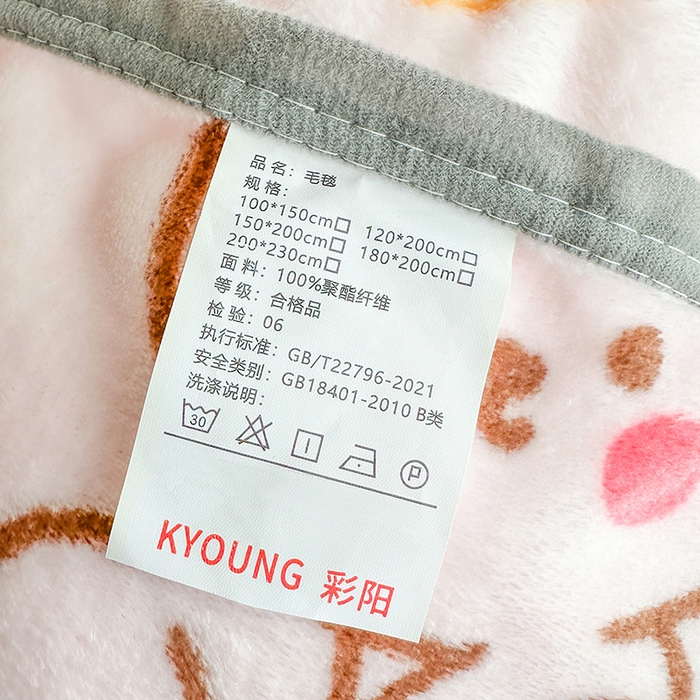 品名：毛毯
规格：
100*150cm□ 120*200cm□
150*200cm□ 180*200cm□
200*230cm□
面料：100%聚酯纤维
等级：合格品
检验：06
执行标准：GB/T22796-2021
安全类别：GB18401-2010 B类
洗涤说明：
30 P
KYOUNG 彩阳